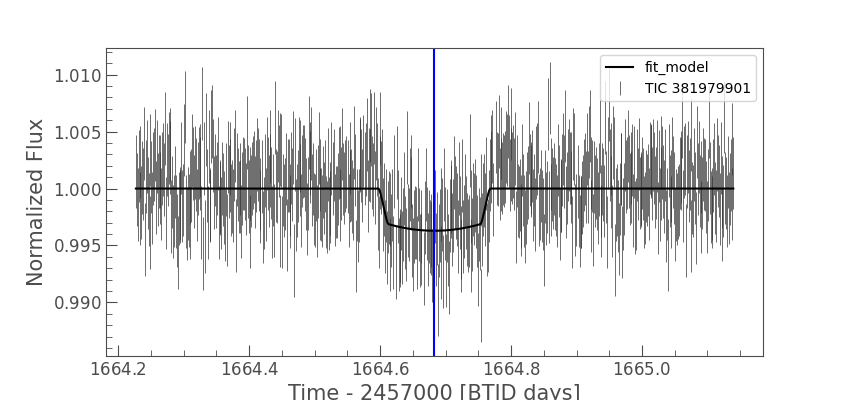 Normalized Flux
1.010
1.005
1.000
0.995
0.990
fit_model
TIC 381979901
1664.2 1664.4 1664.6 1664.8 1665.0
Time - 2457000 [BTJD days]